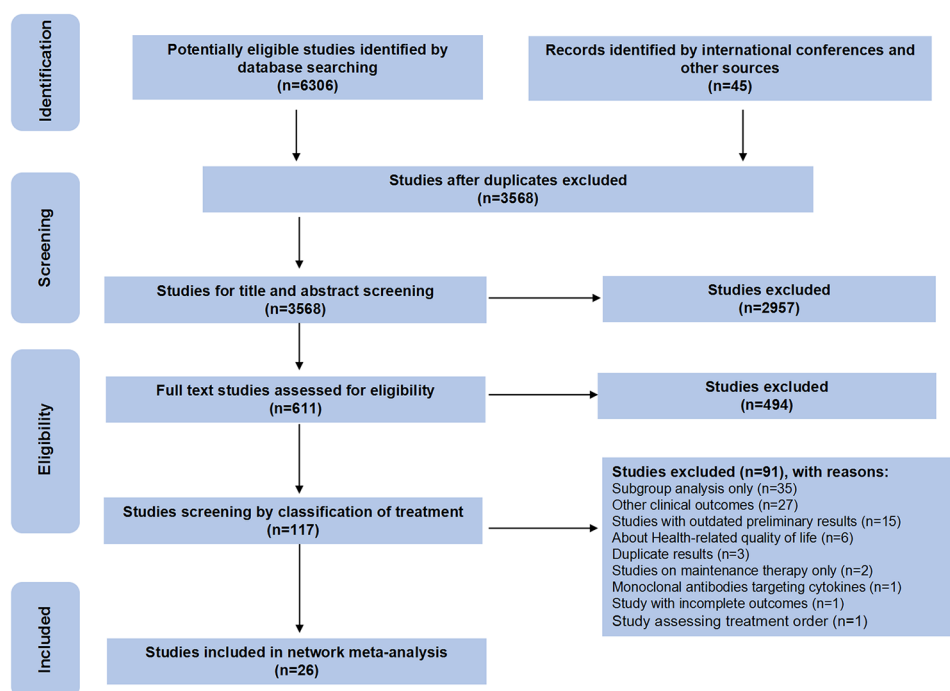 Identification
Potentially eligible studies identified by
database searching
(n=6306)
Records identified by international conferences and
other sources
(n=45)
Screening
Studies after duplicates excluded
(n=3568)
Studies for title and abstract screening
(n=3568)
Studies excluded
(n=2957)
Eligibility
Full text studies assessed for eligibility
(n=611)
Studies excluded
(n=494)
Studies screening by classification of treatment
(n=117)
Studies excluded (n=91), with reasons:
Subgroup analysis only (n=35)
Other clinical outcomes (n=27)
Studies with outdated preliminary results (n=15)
About Health-related quality of life (n=6)
Duplicate results (n=3)
Studies on maintenance therapy only (n=2)
Monoclonal antibodies targeting cytokines (n=1)
Study with incomplete outcomes (n=1)
Study assessing treatment order (n=1)
Included
Studies included in network meta-analysis
(n=26)